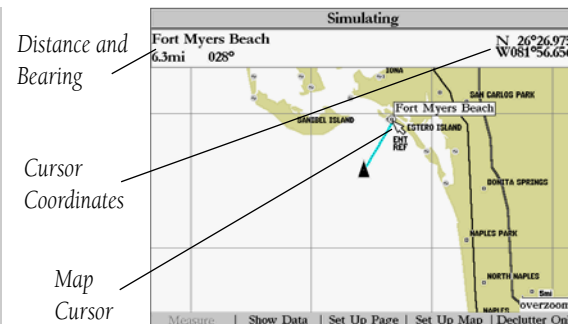 Simulating
Distance and
Bearing
Fort Myers Beach
6.3mi 028°
N 26°26.975
W081°56.656
IONA
SAN CARLOS PARK
Fort Myers Beach
SANIBEL ISLAND
ESTERO ISLAND
ENT
REF
Cursor
Coordinates
BONITA SPRINGS
NAPLES PARK
Map
Cursor
NORTH NAPLES
5mi
overzoom
NAPLES
Measure | Show Data | Set Up Page | Set Up Map | Declutter On